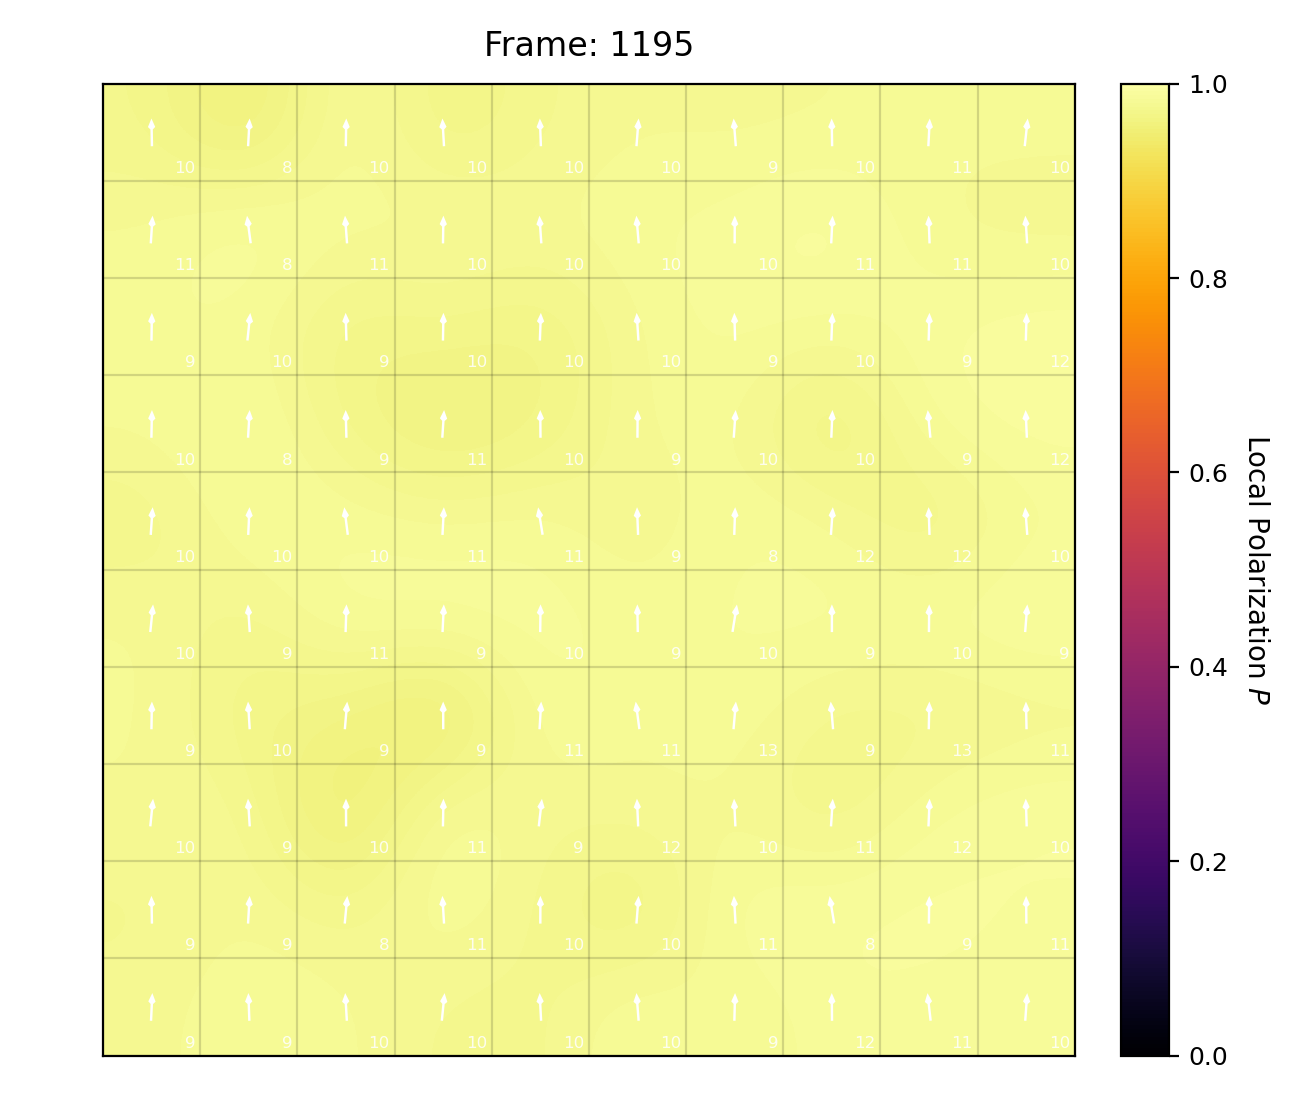 Frame: 1195
10 8 10 10 10 10 9 10 11 10
11 8 11 10 10 10 10 11 11 10
9 10 9 10 10 10 9 10 9 12
10 8 9 11 10 9 10 10 9 12
10 10 10 11 11 9 8 12 12 10
10 9 11 9 10 9 10 9 10 9
9 10 9 9 11 11 13 9 13 11
10 9 10 11 9 12 10 11 12 10
9 9 8 11 10 10 11 8 9 11
9 9 10 10 10 10 9 12 11 10
1.0
0.8
0.6
0.4
0.2
0.0
Local Polarization P